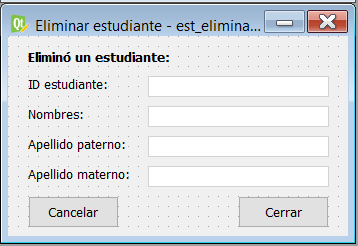 Eliminar estudiante - est_elimina...
Eliminó un estudiante:
ID estudiante:
Nombres:
Apellido paterno:
Apellido materno:
Cancelar
Cerrar